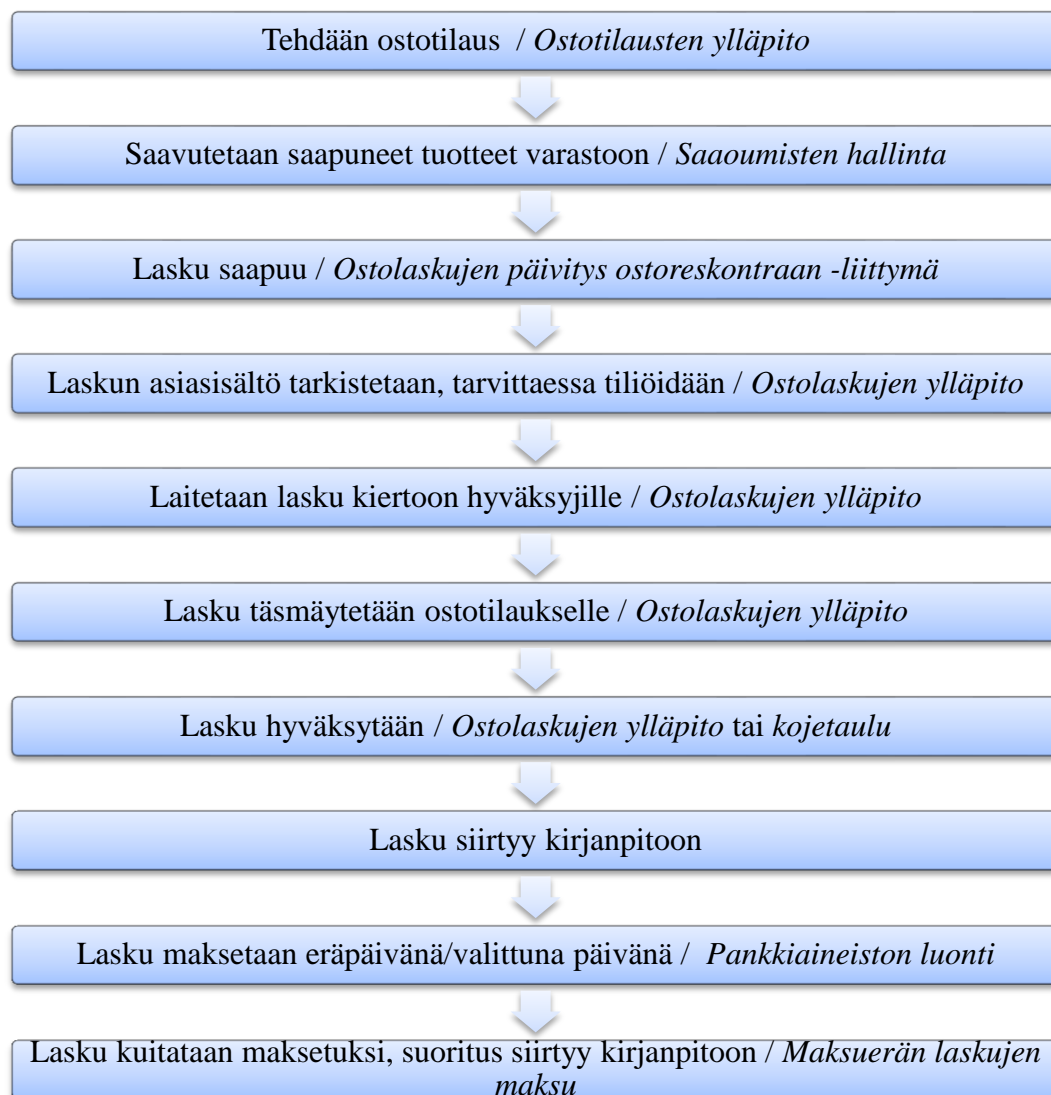 Tehdään ostotilaus / Ostotilausten ylläpito
Saavutetaan saapuneet tuotteet varastoon / Saaoumisten hallinta
Lasku saapuu / Ostolaskujen päivitys ostoreskontraan -liittymä
Laskun asiasisältö tarkistetaan, tarvittaessa tiliöidään / Ostolaskujen ylläpito
Laitetaan lasku kiertoon hyväksyjille / Ostolaskujen ylläpito
Lasku täsmäytetään ostotilaukselle / Ostolaskujen ylläpito
Lasku hyväksytään / Ostolaskujen ylläpito tai kojetaulu
Lasku siirtyy kirjanpitoon
Lasku maksetaan eräpäivänä/valittuna päivänä / Pankkiaineiston luonti
Lasku kuitataan maksetuksi, suoritus siirtyy kirjanpitoon / Maksuerän laskujen
maksu